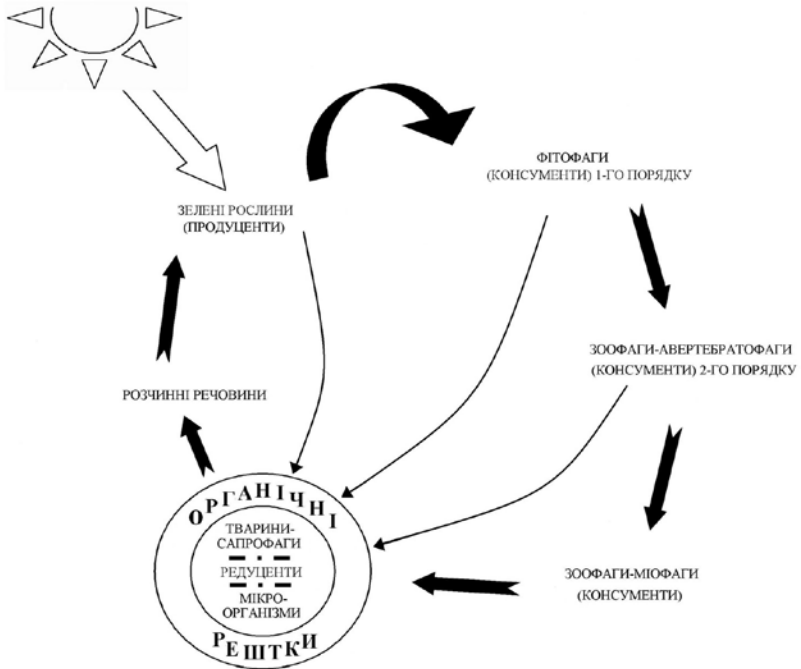 ФІТОФАГИ
(КОНСУМЕНТИ) 1-ГО ПОРЯДКУ
ЗЕЛЕНІ РОСЛИНИ
(ПРОДУЦЕНТИ)
ЗООФАГИ-АВЕРТЕБРАТОФАГИ
(КОНСУМЕНТИ) 2-ГО ПОРЯДКУ
РОЗЧИННІ РЕЧОВИНИ
ОРГАНІЧНІ
ТВАРИНИ-
САПРОФАГИ
РЕДУЦЕНТИ
МІКРО-
ОРГАНІЗМИ
РЕШТКИ
ЗООФАГИ-МІОФАГИ
(КОНСУМЕНТИ)